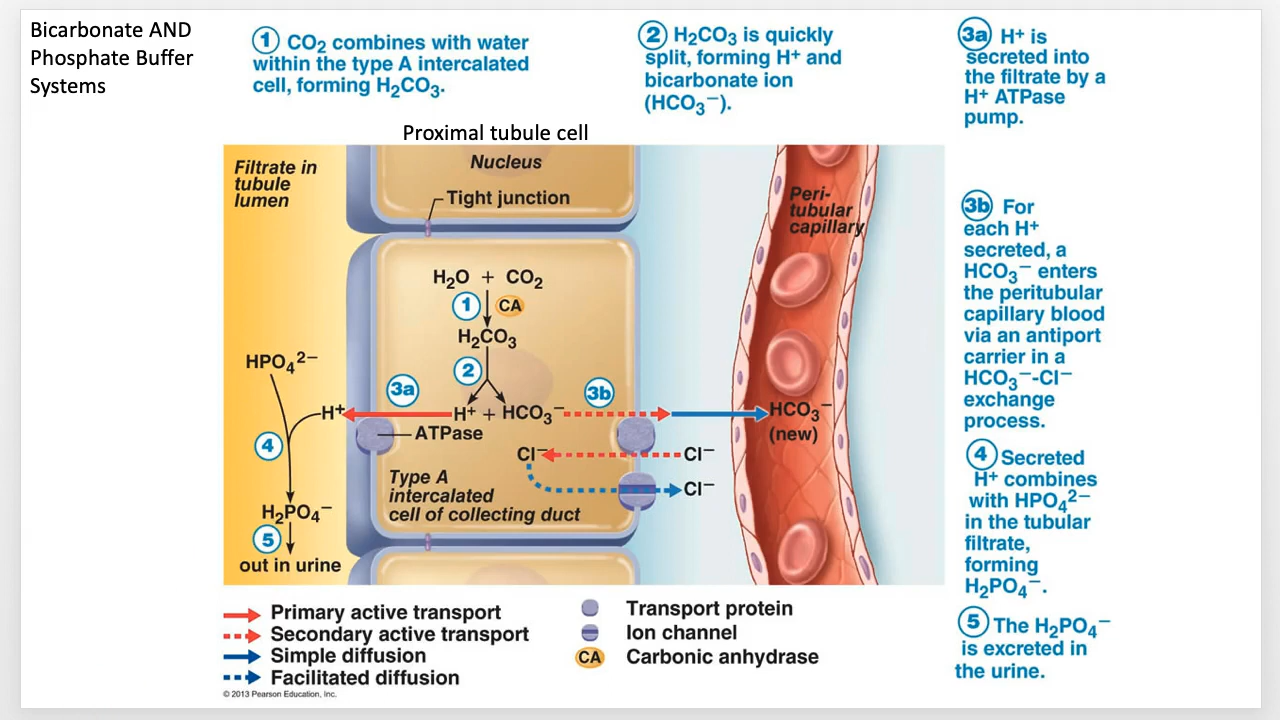 Bicarbonate AND
Phosphate Buffer
Systems
1 CO2 combines with water
within the type A intercalated
cell, forming H2CO3.
2 H2CO3 is quickly
split, forming H+ and
bicarbonate ion
(HCO3−).
3a H+ is
secreted into
the filtrate by a
H+ ATPase
pump.
Proximal tubule cell
Filtrate in
tubule
lumen
Nucleus
Tight junction
Peri-
tubular
capillary
H2O + CO2
1 CA
H2CO3
2
HPO4 2−
3a
3b
H+
H+ + HCO3−
HCO3−
(new)
ATPase
4
Cl−
Cl−
Cl−
Type A
intercalated
cell of collecting duct
H2PO4−
5
out in urine
3b For
each H+
secreted, a
HCO3− enters
the peritubular
capillary blood
via an antiport
carrier in a
HCO3−-Cl−
exchange
process.
4 Secreted
H+ combines
with HPO4 2−
in the tubular
filtrate,
forming
H2PO4−.
5 The H2PO4−
is excreted in
the urine.
Primary active transport
Secondary active transport
Simple diffusion
Facilitated diffusion
Transport protein
Ion channel
CA Carbonic anhydrase
© 2013 Pearson Education, Inc.